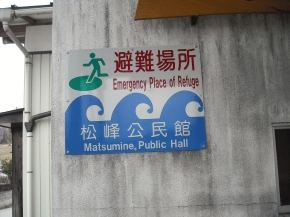 避難場所
Emergency Place of Refuge
松峰公民館
Matsumine, Public Hall